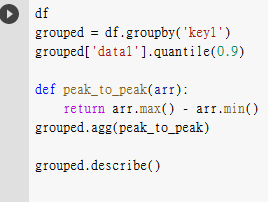 df
grouped = df.groupby('key1')
grouped['data1'].quantile(0.9)
def peak_to_peak(arr):
    return arr.max() - arr.min()
grouped.agg(peak_to_peak)
grouped.describe()